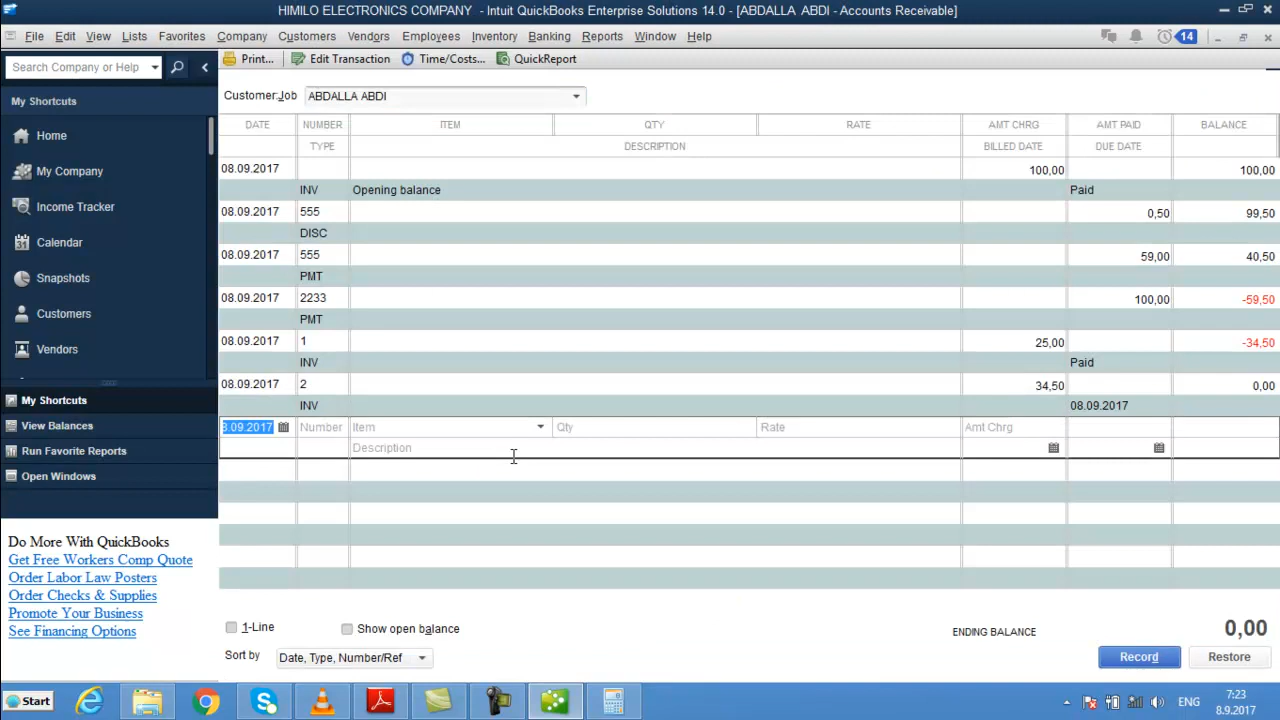 HIMILO ELECTRONICS COMPANY - Intuit QuickBooks Enterprise Solutions 14.0 - [ABDALLA ABDI - Accounts Receivable]
File Edit View Lists Favorites Company Customers Vendors Employees Inventory Banking Reports Window Help 14
Search Company or Help
Print... Edit Transaction Time/Costs... QuickReport
My Shortcuts
Home
My Company
Income Tracker
Calendar
Snapshots
Customers
Vendors
My Shortcuts
View Balances
Run Favorite Reports
Open Windows
Do More With QuickBooks
Get Free Workers Comp Quote
Order Labor Law Posters
Order Checks & Supplies
Promote Your Business
See Financing Options
Customer:Job ABDALLA ABDI
DATE NUMBER ITEM QTY RATE AMT CHRG AMT PAID BALANCE
TYPE DESCRIPTION BILLED DATE DUE DATE
08.09.2017 100,00 100,00
INV Opening balance Paid
08.09.2017 555 0,50 99,50
DISC
08.09.2017 555 59,00 40,50
PMT
08.09.2017 2233 100,00 -59,50
PMT
08.09.2017 1 25,00 -34,50
INV Paid
08.09.2017 2 34,50 0,00
INV 08.09.2017
8.09.2017 Number Item Qty Rate Amt Chrg
Description
1-Line Show open balance ENDING BALANCE 0,00
Sort by Date, Type, Number/Ref Record Restore
Start ENG 7:23
8.9.2017